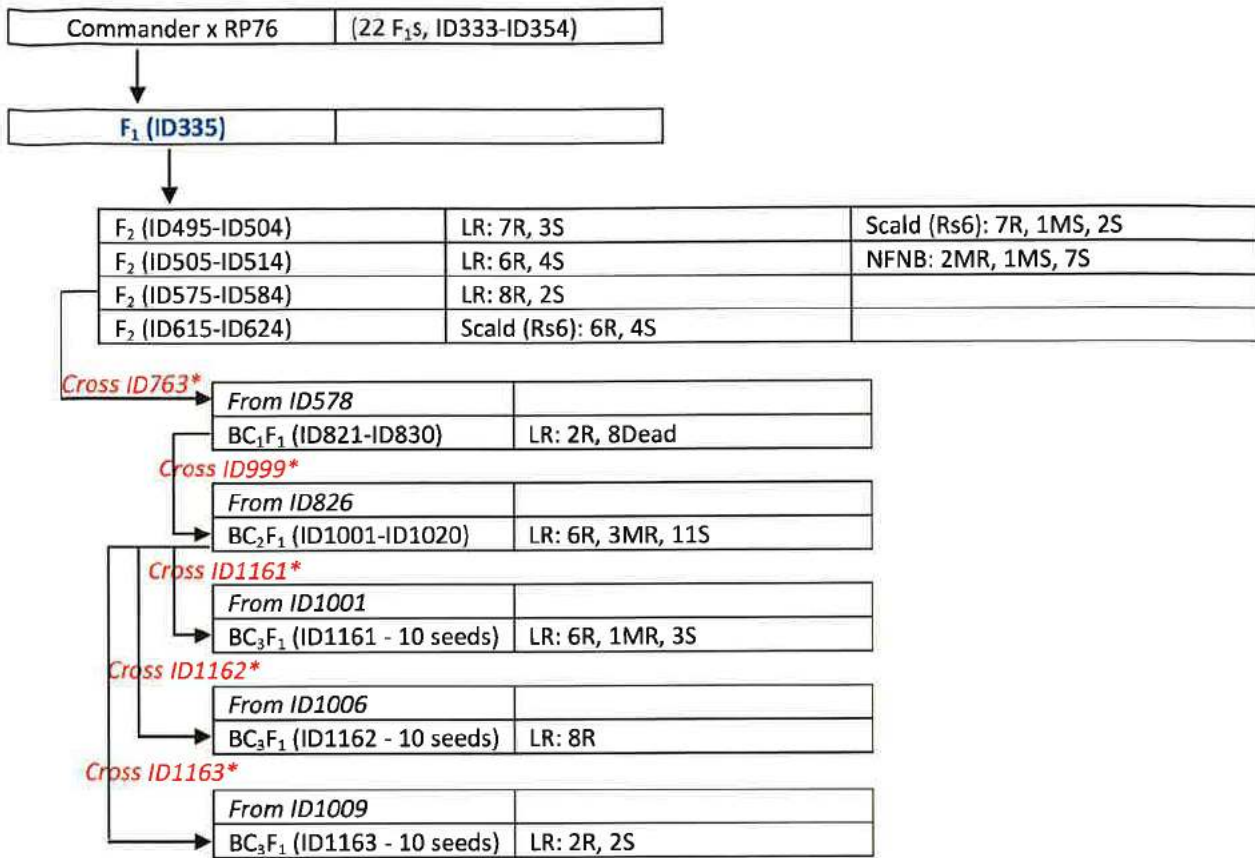 Commander x RP76 (22 F₁s, ID333-ID354)
F₁ (ID335)
F₂ (ID495-ID504) LR: 7R, 3S Scald (Rs6): 7R, 1MS, 2S
F₂ (ID505-ID514) LR: 6R, 4S NFNB: 2MR, 1MS, 7S
F₂ (ID575-ID584) LR: 8R, 2S
F₂ (ID615-ID624) Scald (Rs6): 6R, 4S
Cross ID763*
From ID578
BC₁F₁ (ID821-ID830) LR: 2R, 8Dead
Cross ID999*
From ID826
BC₂F₁ (ID1001-ID1020) LR: 6R, 3MR, 11S
Cross ID1161*
From ID1001
BC₃F₁ (ID1161 - 10 seeds) LR: 6R, 1MR, 3S
Cross ID1162*
From ID1006
BC₃F₁ (ID1162 - 10 seeds) LR: 8R
Cross ID1163*
From ID1009
BC₃F₁ (ID1163 - 10 seeds) LR: 2R, 2S